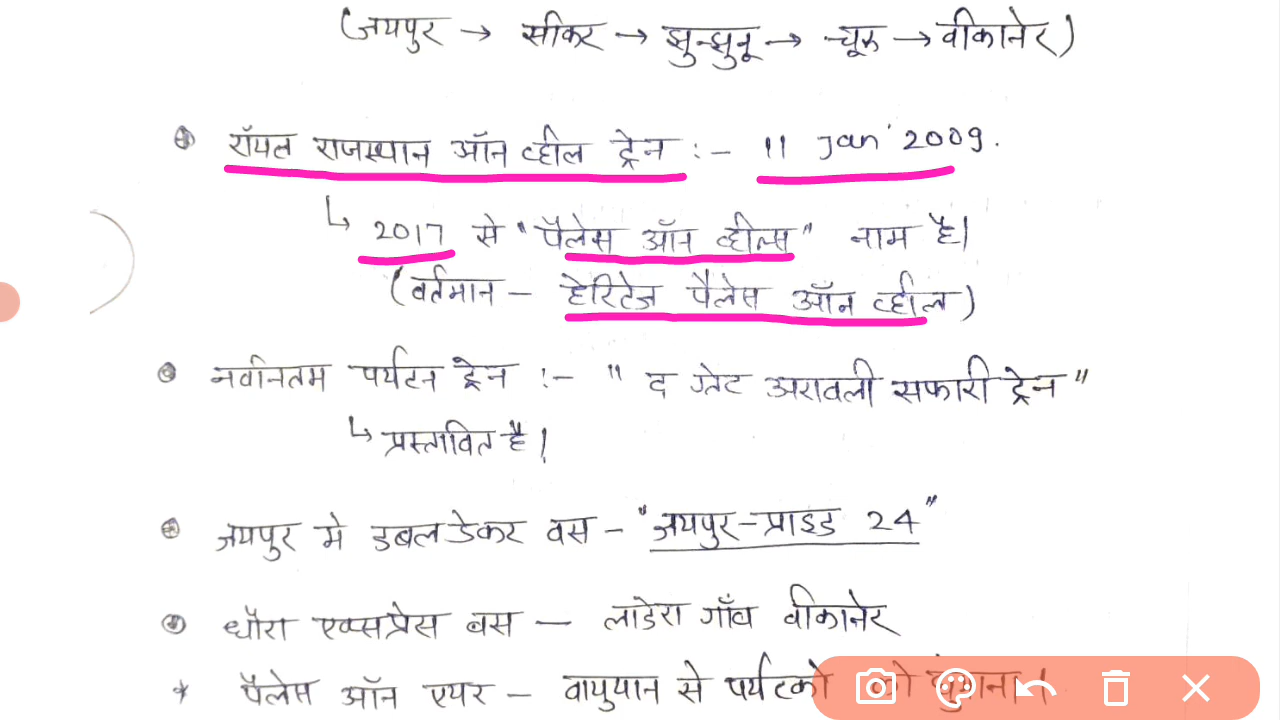 (जयपुर → सीकर → झुन्झुनू → चूरू → बीकानेर)
रॉयल राजस्थान ऑन व्हील ट्रेन :- 11 Jan' 2009.
↳ 2017 से "पैलेस ऑन व्हील्स" नाम है।
(वर्तमान - हेरिटेज पैलेस ऑन व्हील)
नवीनतम पर्यटन ट्रेन :- "द ग्रेट अरावली सफारी ट्रेन"
↳ प्रस्तावित है।
जयपुर मे डबल डेकर बस - "जयपुर-प्राइड 24"
धौरा एक्सप्रेस बस - लाडेरा गाँव बीकानेर
* पैलेस ऑन एयर - वायुयान से पर्यटको को घुमाना।